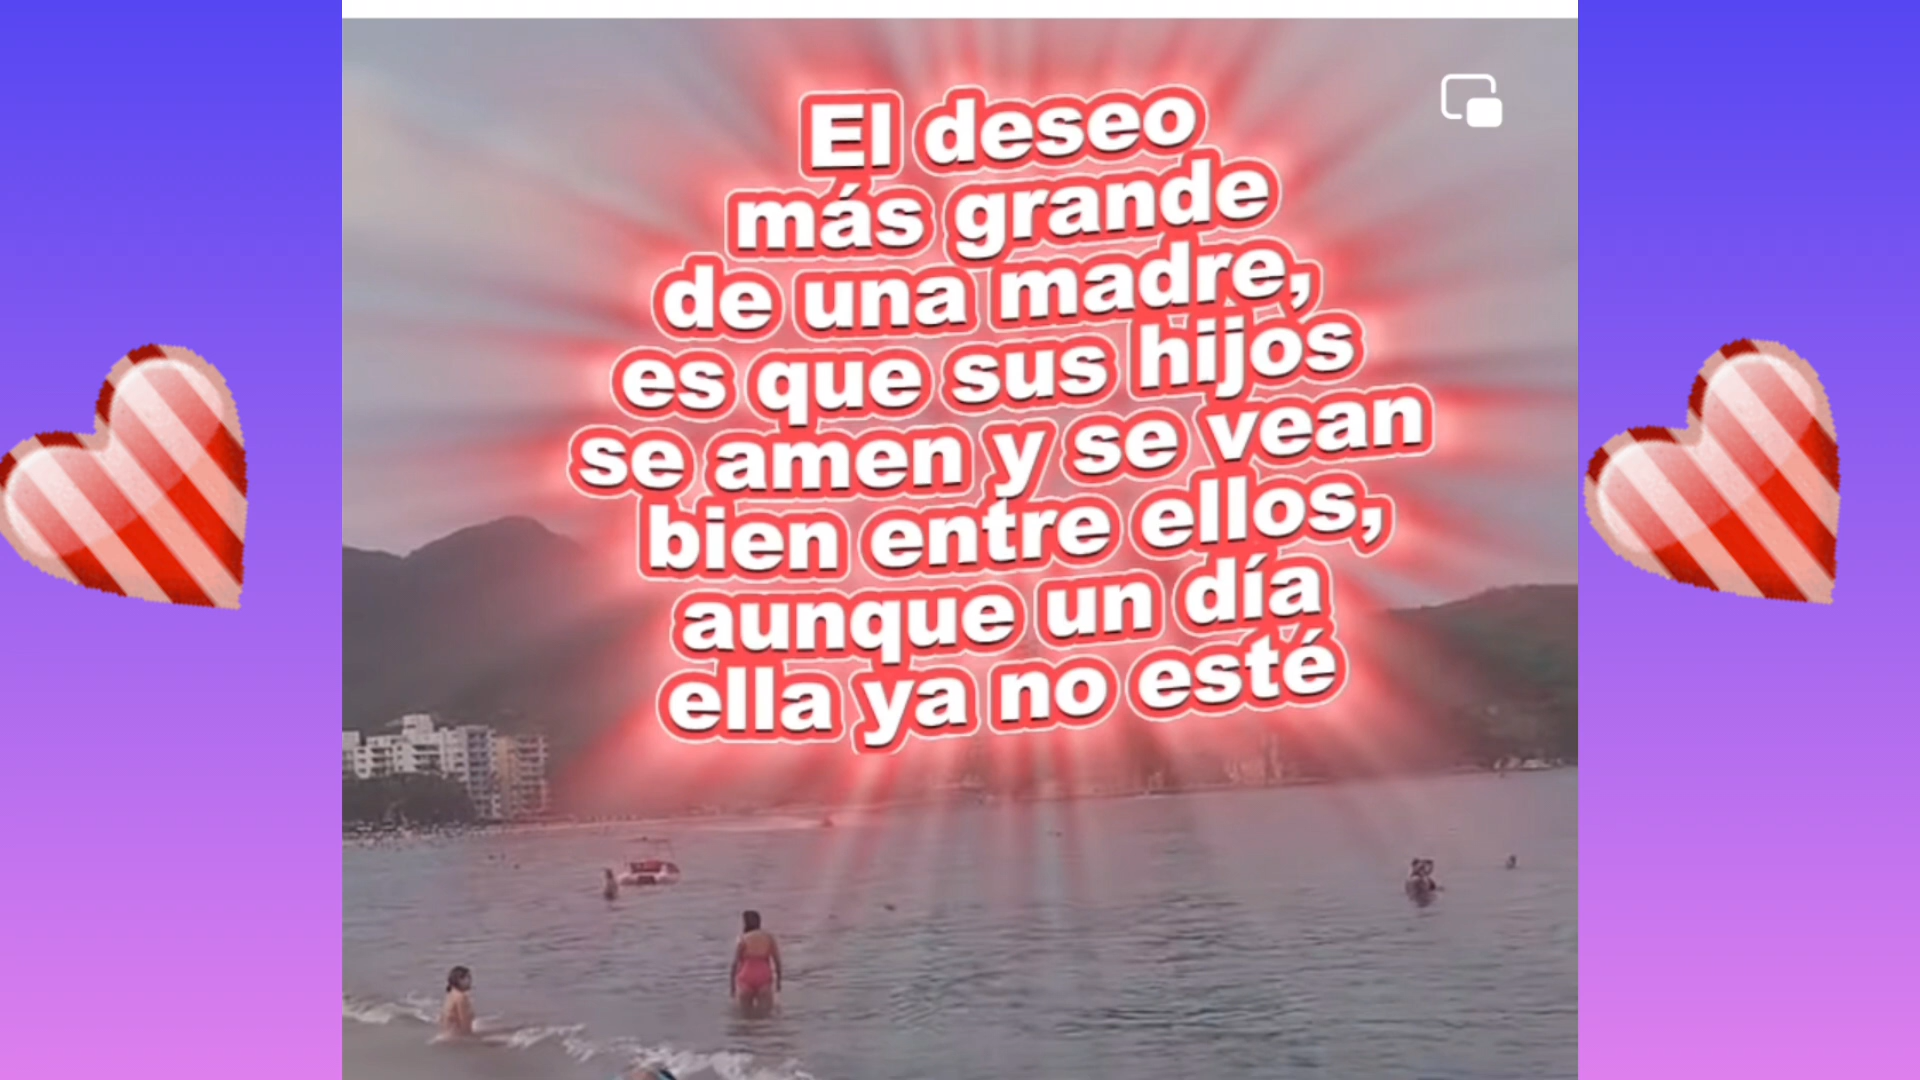 El deseo
más grande
de una madre,
es que sus hijos
se amen y se vean
bien entre ellos,
aunque un día
ella ya no esté